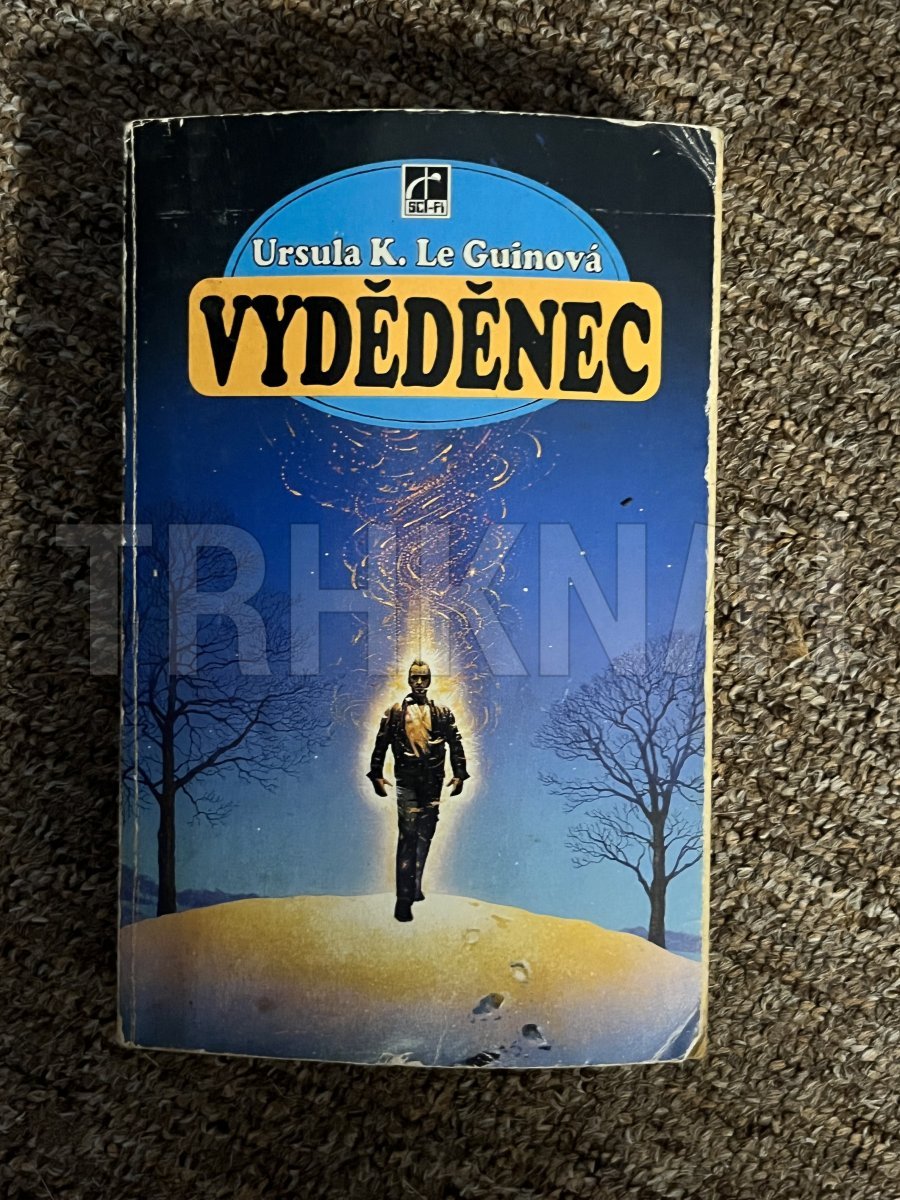 SCI-FI
Ursula K. Le Guinová
VYDĚDĚNEC
TRHKNIH